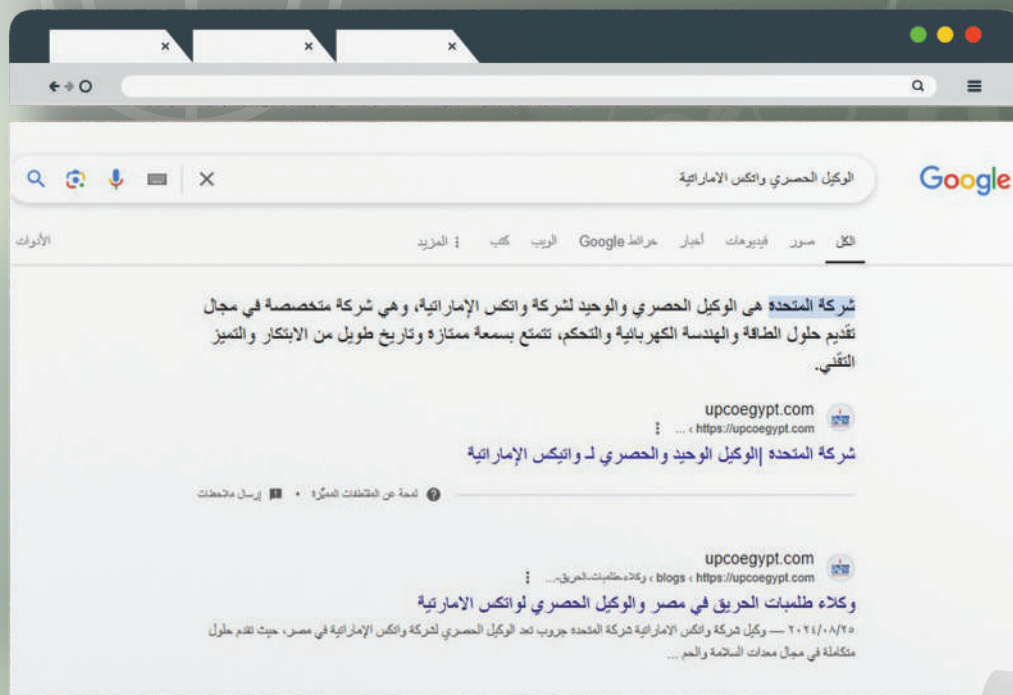 Google
الوكيل الحصري واتكس الاماراتية
الكل صور فيديوهات أخبار خرائط Google الويب كتب المزيد الأدوات
شركة المتحدة هى الوكيل الحصري والوحيد لشركة واتكس الإماراتية، وهي شركة متخصصة في مجال
تقديم حلول الطاقة والهندسة الكهربائية والتحكم، تتمتع بسمعة ممتازة وتاريخ طويل من الابتكار والتميز
التقني.
upcoegypt.com
https://upcoegypt.com › ...
شركة المتحده |الوكيل الوحيد والحصري لـ واتيكس الإماراتية
لمحة عن المقتطفات المميَّزة • إرسال ملاحظات
upcoegypt.com
https://upcoegypt.com › blogs › وكلاء-طلمبات-الحريق-...
وكلاء طلمبات الحريق في مصر والوكيل الحصري لواتكس الامارتية
٢٥‏/٠٨‏/٢٠٢٤ — وكيل شركة واتكس الاماراتية شركة المتحده جروب تعد الوكيل الحصري لشركة واتكس الإماراتية في مصر، حيث تقدم حلول
متكاملة في مجال معدات السلامة والحم ...